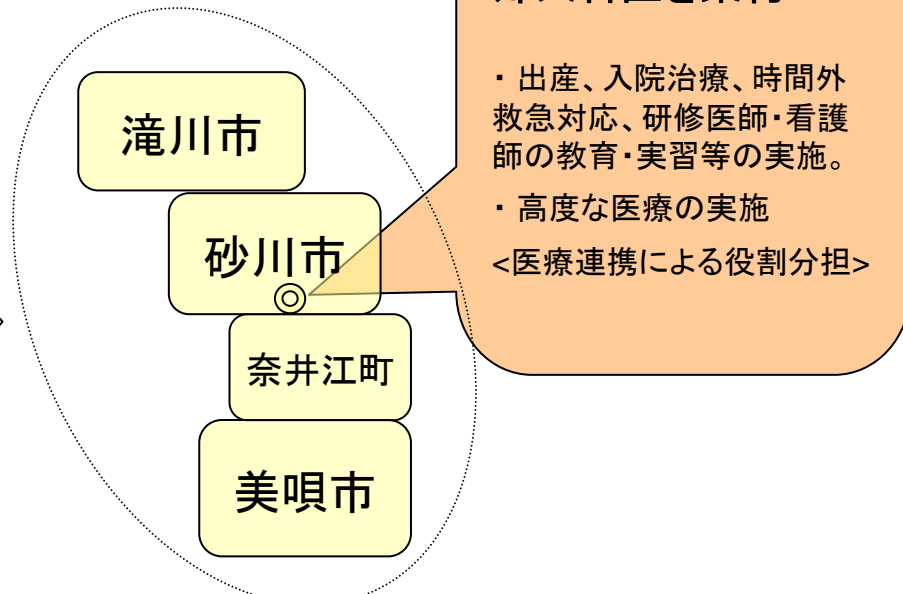 滝川市
砂川市
奈井江町
美唄市
・ 出産、入院治療、時間外
救急対応、研修医師・看護
師の教育・実習等の実施。
・ 高度な医療の実施
<医療連携による役割分担>